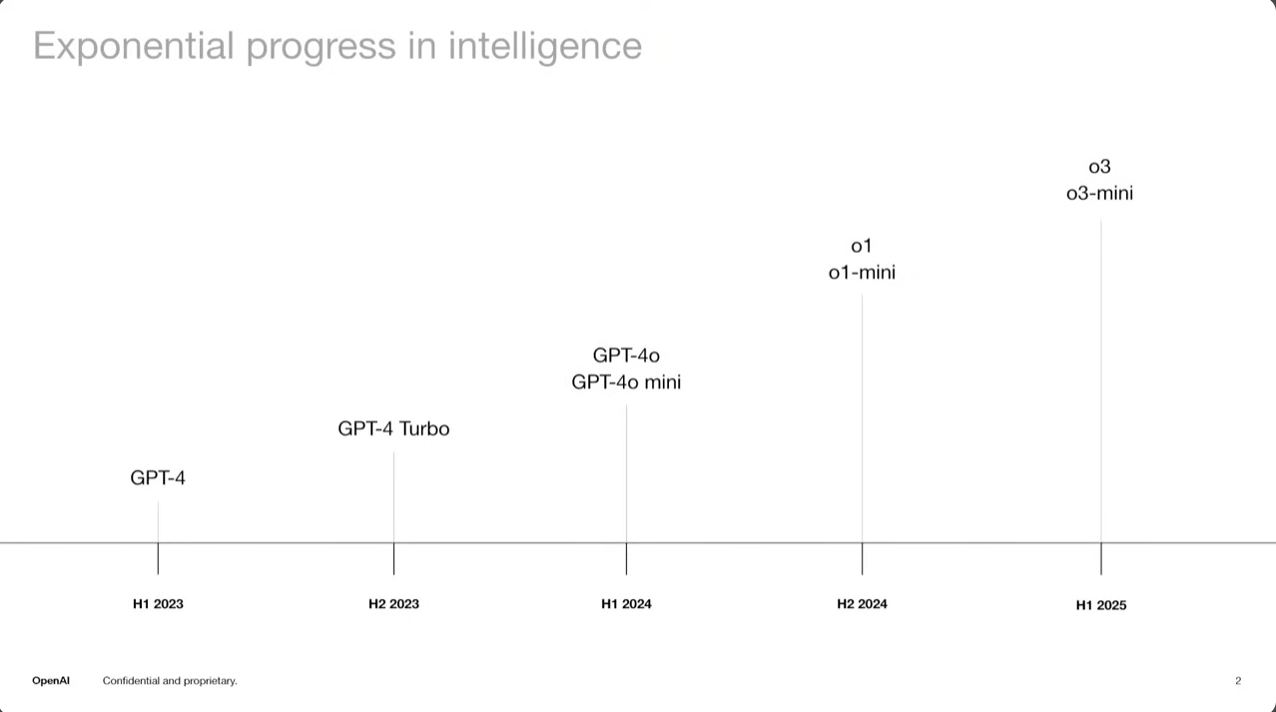 Exponential progress in intelligence
o3
o3-mini
o1
o1-mini
GPT-4o
GPT-4o mini
GPT-4 Turbo
GPT-4
H1 2023
H2 2023
H1 2024
H2 2024
H1 2025
OpenAI
Confidential and proprietary.
2